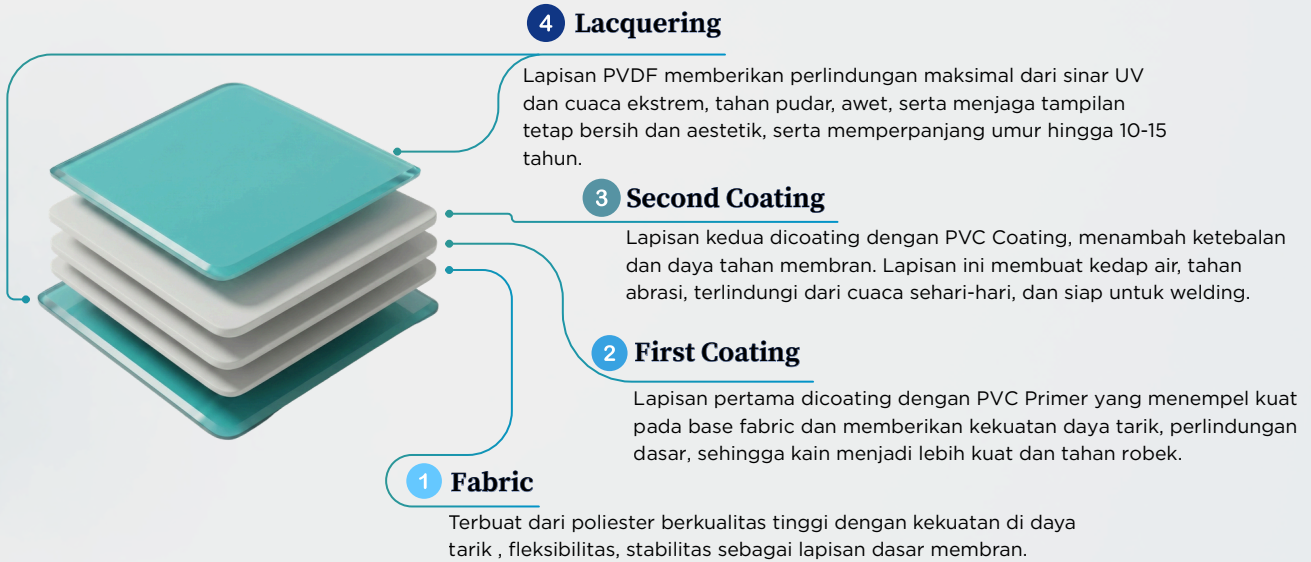 4 Lacquering
Lapisan PVDF memberikan perlindungan maksimal dari sinar UV
dan cuaca ekstrem, tahan pudar, awet, serta menjaga tampilan
tetap bersih dan aestetik, serta memperpanjang umur hingga 10-15
tahun.
3 Second Coating
Lapisan kedua dicoating dengan PVC Coating, menambah ketebalan
dan daya tahan membran. Lapisan ini membuat kedap air, tahan
abrasi, terlindungi dari cuaca sehari-hari, dan siap untuk welding.
2 First Coating
Lapisan pertama dicoating dengan PVC Primer yang menempel kuat
pada base fabric dan memberikan kekuatan daya tarik, perlindungan
dasar, sehingga kain menjadi lebih kuat dan tahan robek.
1 Fabric
Terbuat dari poliester berkualitas tinggi dengan kekuatan di daya
tarik , fleksibilitas, stabilitas sebagai lapisan dasar membran.